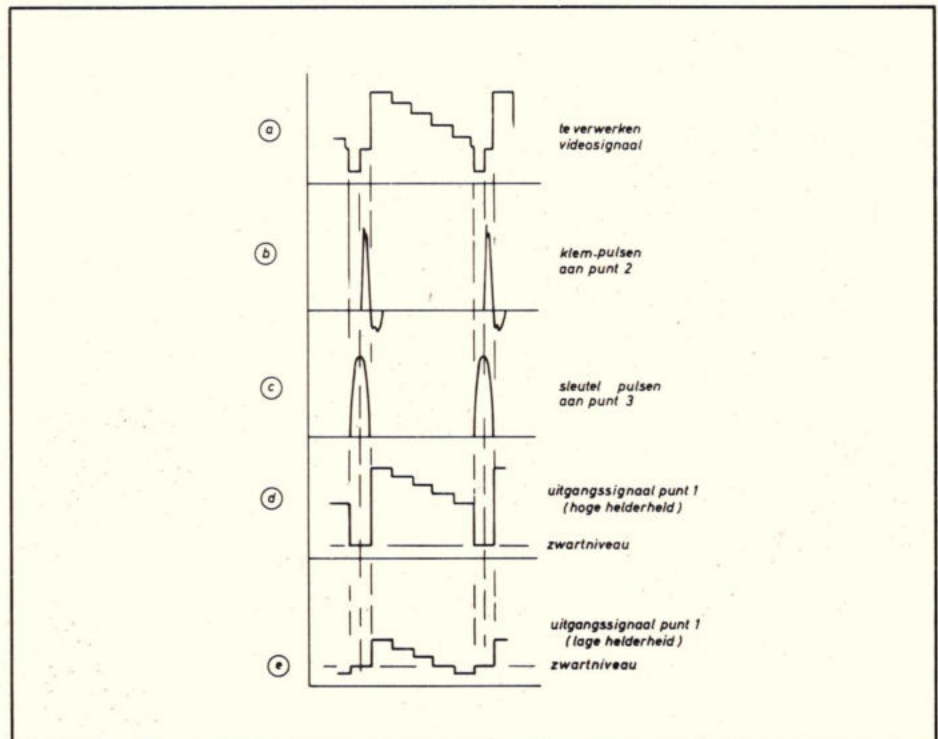 a
te verwerken
videosignaal
b
klem-pulsen
aan punt 2
c
sleutel pulsen
aan punt 3
d
uitgangssignaal punt 1
(hoge helderheid)
zwartniveau
uitgangssignaal punt 1
(lage helderheid)
e
zwartniveau